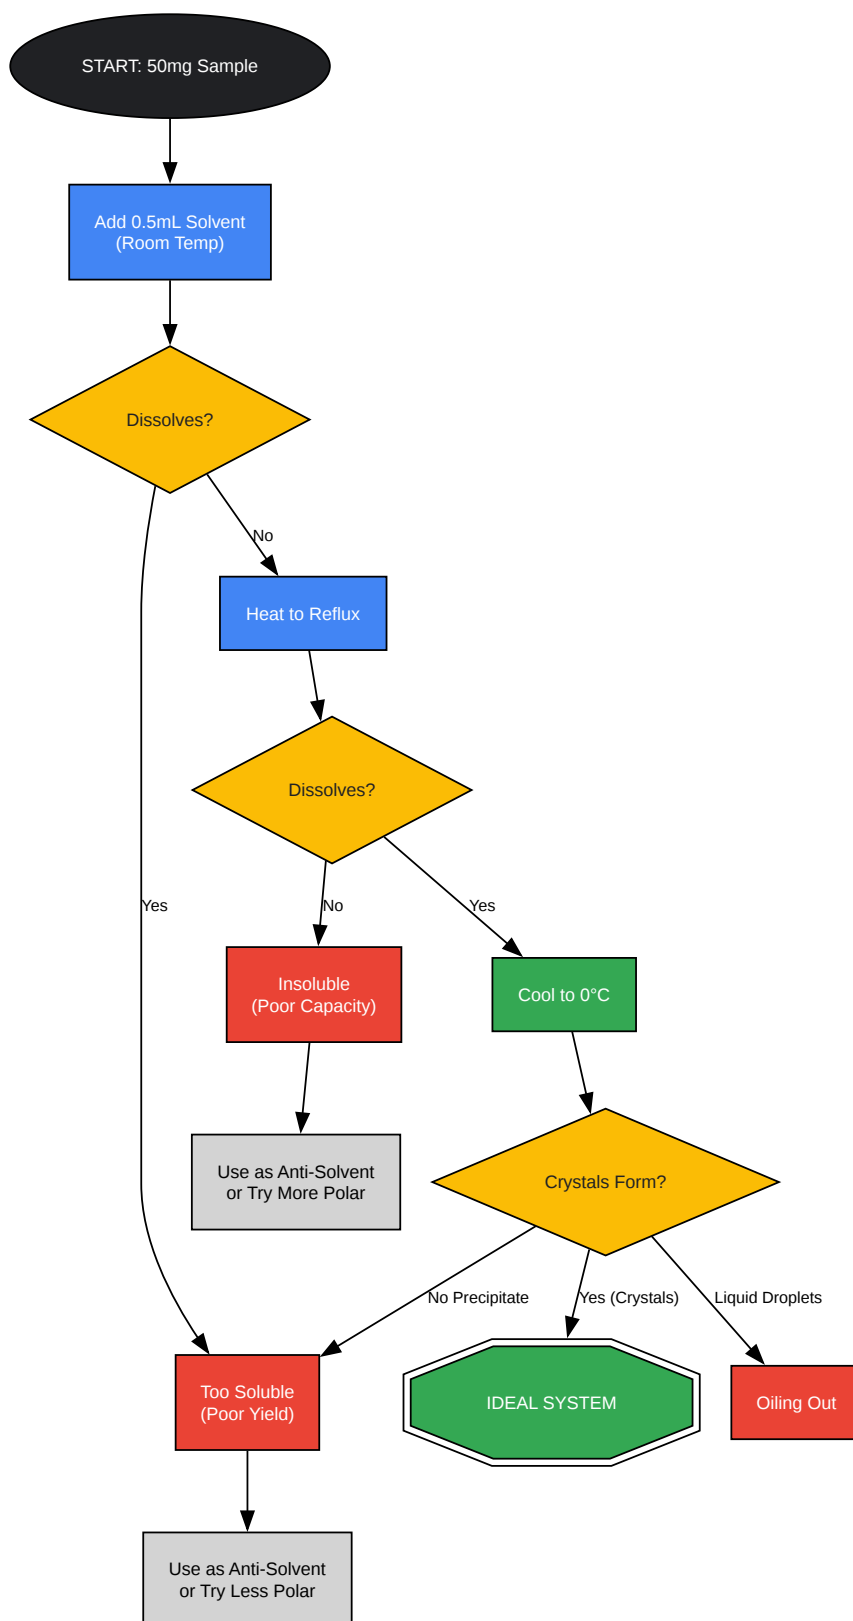 START: 50mg Sample
Add 0.5mL Solvent
(Room Temp)
Dissolves?
No
Heat to Reflux
Dissolves?
Yes
No
Yes
Insoluble
(Poor Capacity)
Cool to 0°C
Use as Anti-Solvent
or Try More Polar
Crystals Form?
No Precipitate
Yes (Crystals)
Liquid Droplets
Too Soluble
(Poor Yield)
IDEAL SYSTEM
Oiling Out
Use as Anti-Solvent
or Try Less Polar